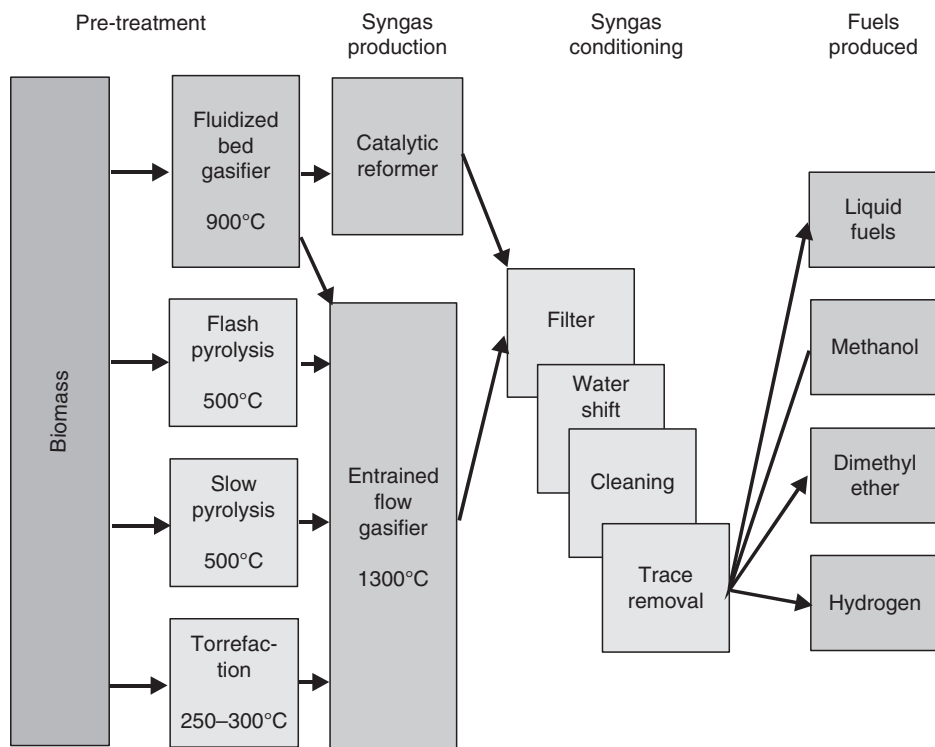 Pre-treatment
Syngas
production
Syngas
conditioning
Fuels
produced
Biomass
Fluidized
bed
gasifier
900°C
Flash
pyrolysis
500°C
Slow
pyrolysis
500°C
Torrefac-
tion
250–300°C
Catalytic
reformer
Entrained
flow
gasifier
1300°C
Filter
Water
shift
Cleaning
Trace
removal
Liquid
fuels
Methanol
Dimethyl
ether
Hydrogen